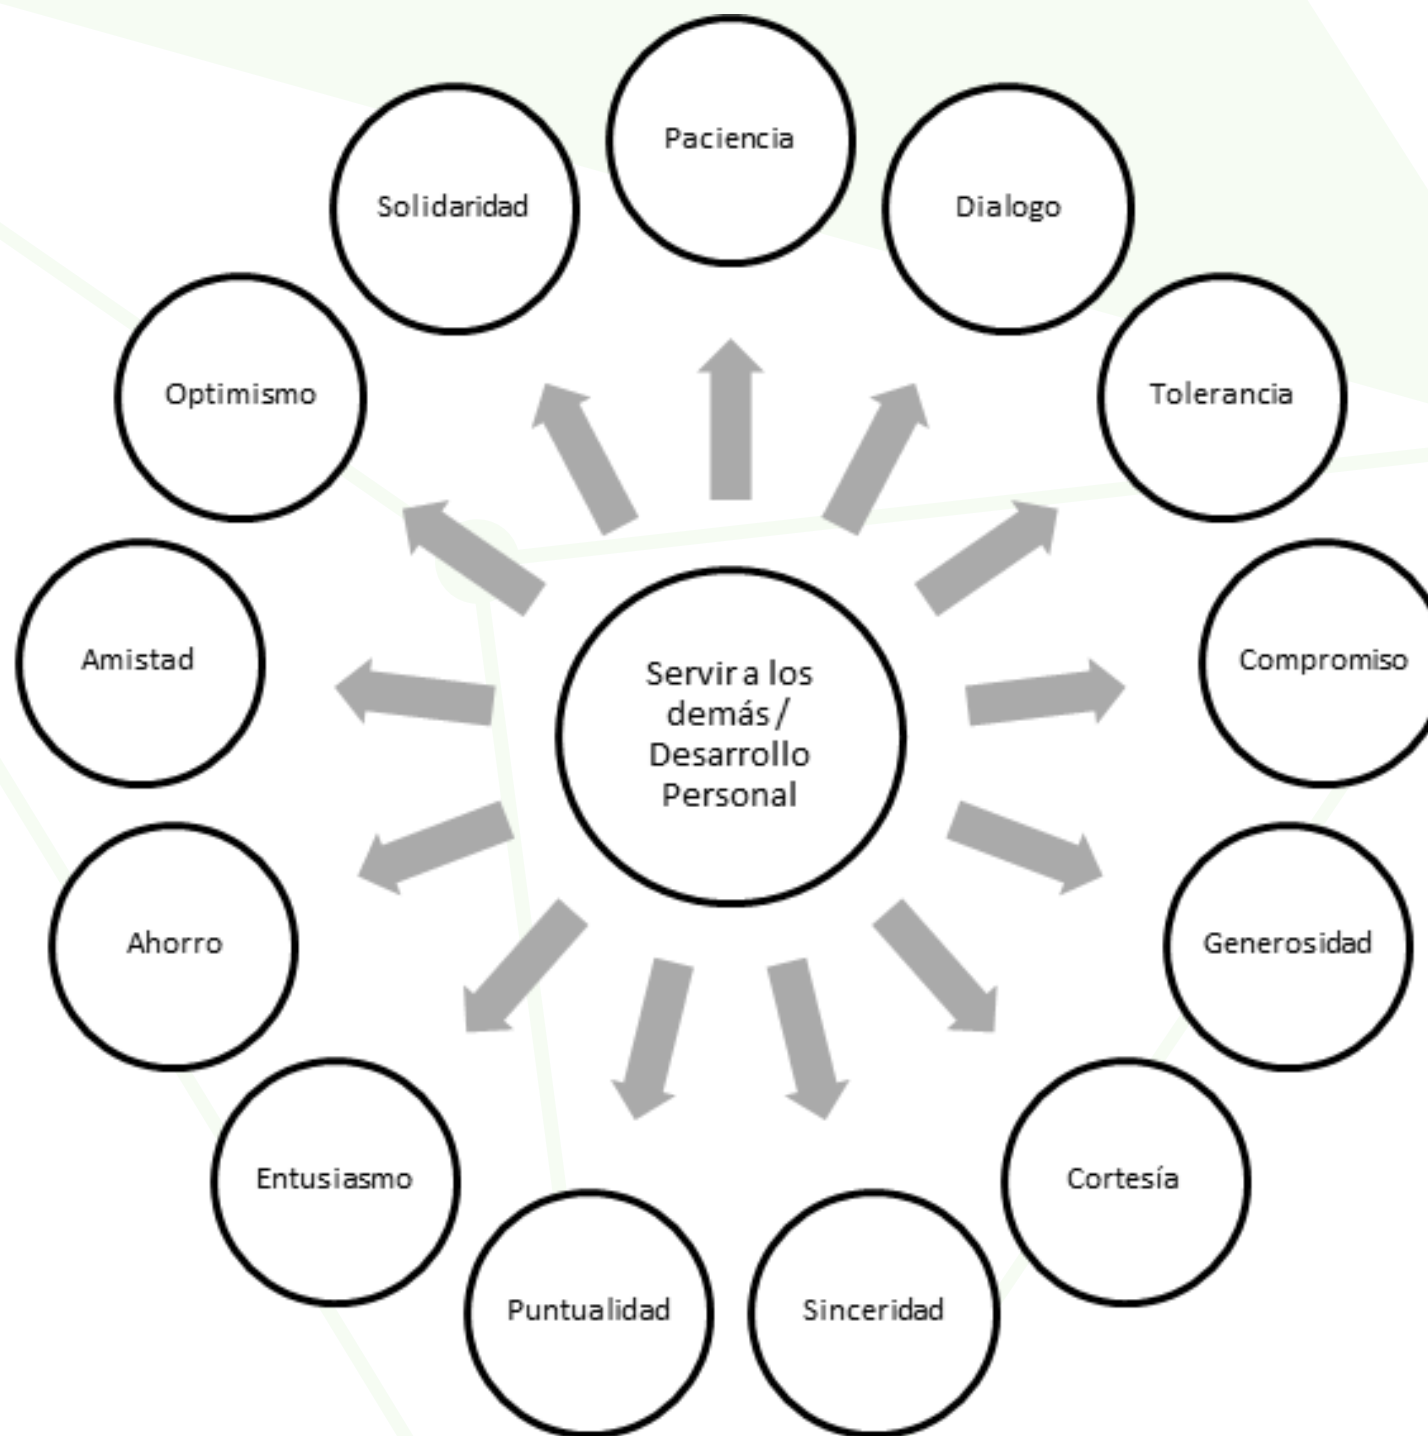 Paciencia
Solidaridad
Dialogo
Optimismo
Tolerancia
Amistad
Compromiso
Servir a los
demás /
Desarrollo
Personal
Ahorro
Generosidad
Entusiasmo
Cortesía
Puntualidad
Sinceridad